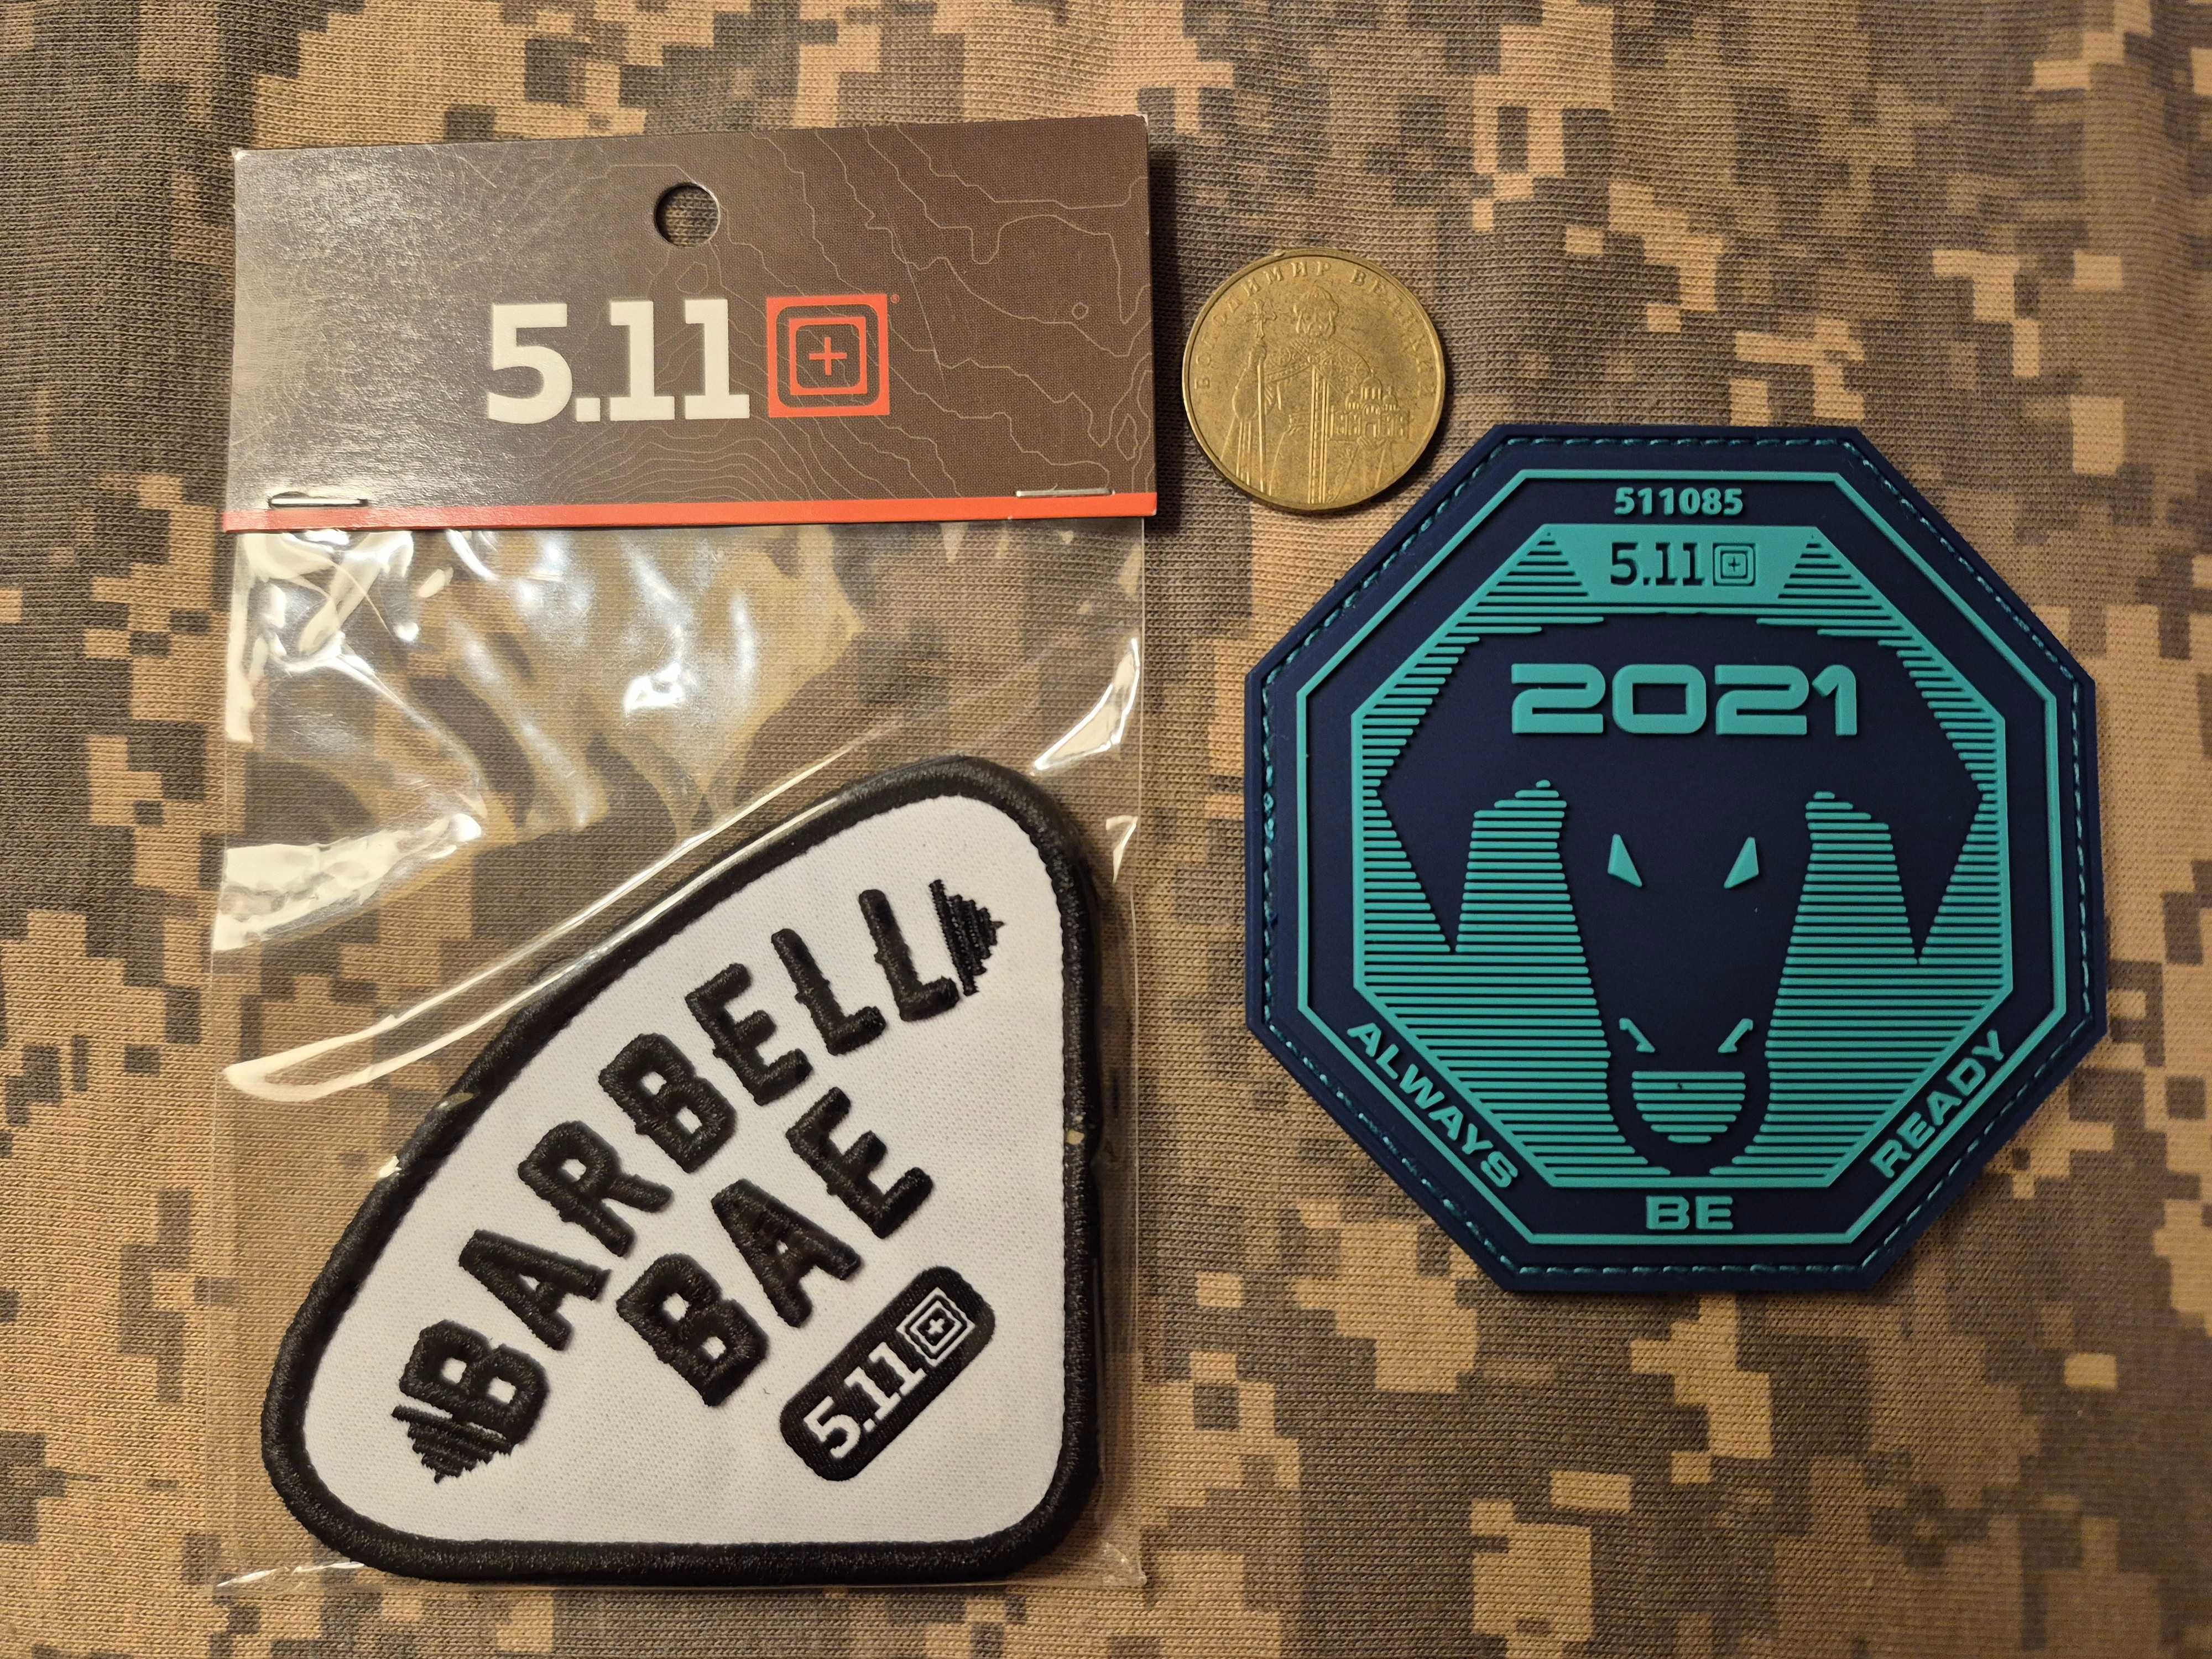 5.11
ВОЛОДИМИР ВЕЛИКИЙ
511085
5.11
2021
ALWAYS
BE
READY
BARBELL
BAE
5.11